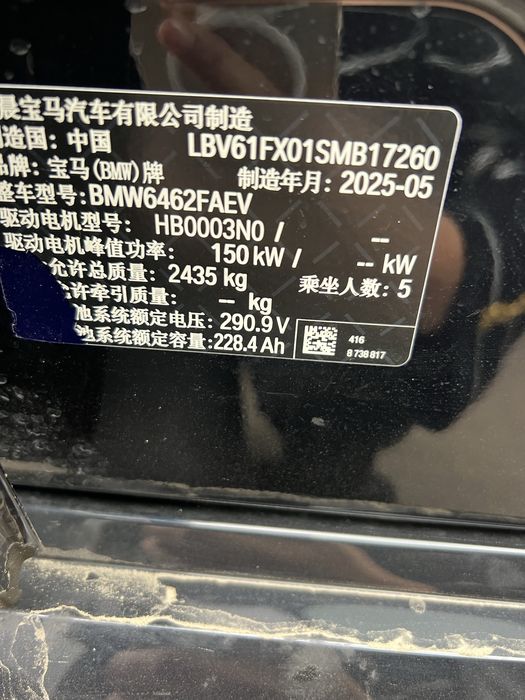 晨宝马汽车有限公司制造
制造国: 中国 LBV61FX01SMB17260
品牌: 宝马(BMW)牌 制造年月: 2025-05
整车型号: BMW6462FAEV
驱动电机型号: HB0003N0 / --
驱动电机峰值功率: 150 kW / -- kW
允许总质量: 2435 kg 乘坐人数: 5
允许牵引质量: -- kg
池系统额定电压: 290.9 V
池系统额定容量: 228.4 Ah
416
8 738 817